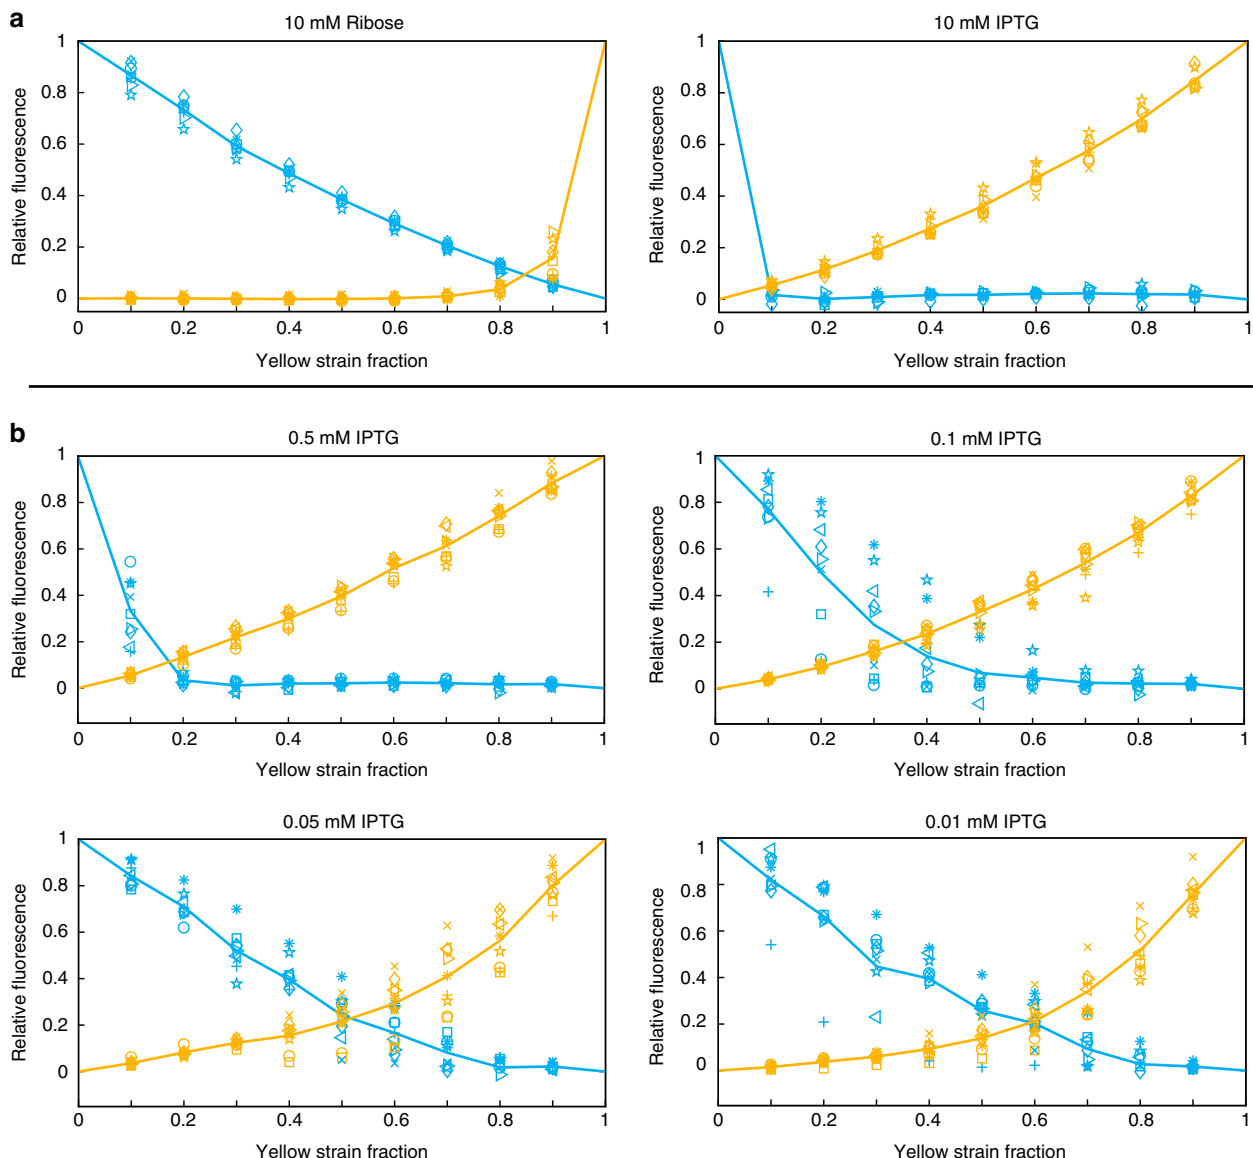 a
10 mM Ribose
10 mM IPTG
Relative fluorescence
1
0.8
0.6
0.4
0.2
0
0 0.2 0.4 0.6 0.8 1
Yellow strain fraction
Relative fluorescence
1
0.8
0.6
0.4
0.2
0
0 0.2 0.4 0.6 0.8 1
Yellow strain fraction
b
0.5 mM IPTG
0.1 mM IPTG
Relative fluorescence
1
0.8
0.6
0.4
0.2
0
0 0.2 0.4 0.6 0.8 1
Yellow strain fraction
Relative fluorescence
1
0.8
0.6
0.4
0.2
0
0 0.2 0.4 0.6 0.8 1
Yellow strain fraction
0.05 mM IPTG
0.01 mM IPTG
Relative fluorescence
1
0.8
0.6
0.4
0.2
0
0 0.2 0.4 0.6 0.8 1
Yellow strain fraction
Relative fluorescence
1
0.8
0.6
0.4
0.2
0
0 0.2 0.4 0.6 0.8 1
Yellow strain fraction